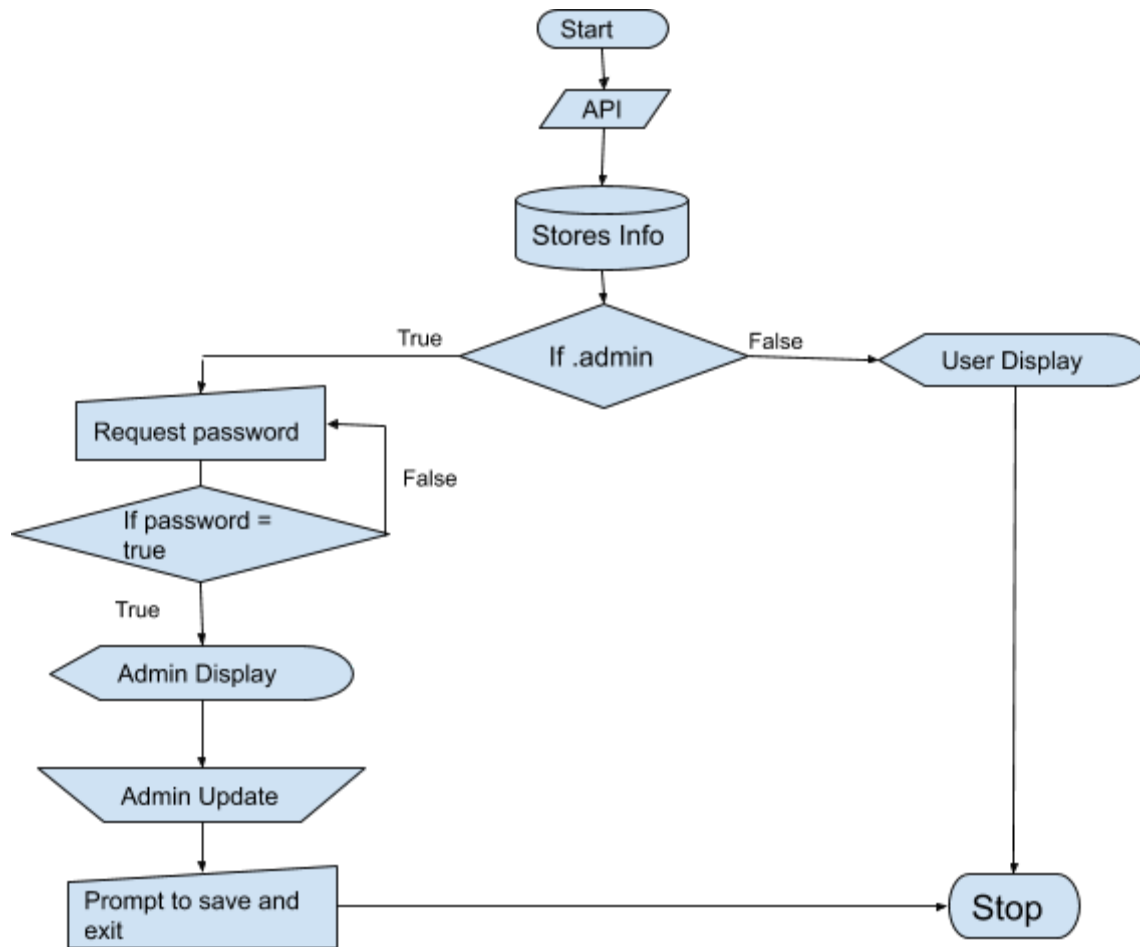 Start
API
Stores Info
True
If .admin
False
User Display
Request password
False
If password =
true
True
Admin Display
Admin Update
Prompt to save and
exit
Stop